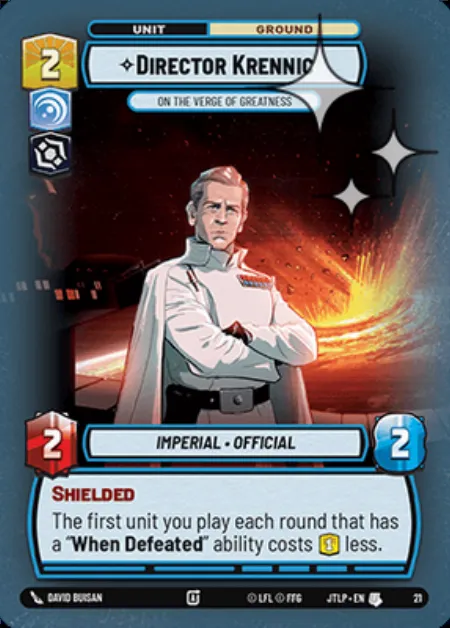 UNIT GROUND
2
DIRECTOR KRENNIC
ON THE VERGE OF GREATNESS
2
IMPERIAL • OFFICIAL
2
SHIELDED
The first unit you play each round that has
a "When Defeated" ability costs 1 less.
DAVID BUISAN © LFL © FFG JTLP • EN 21